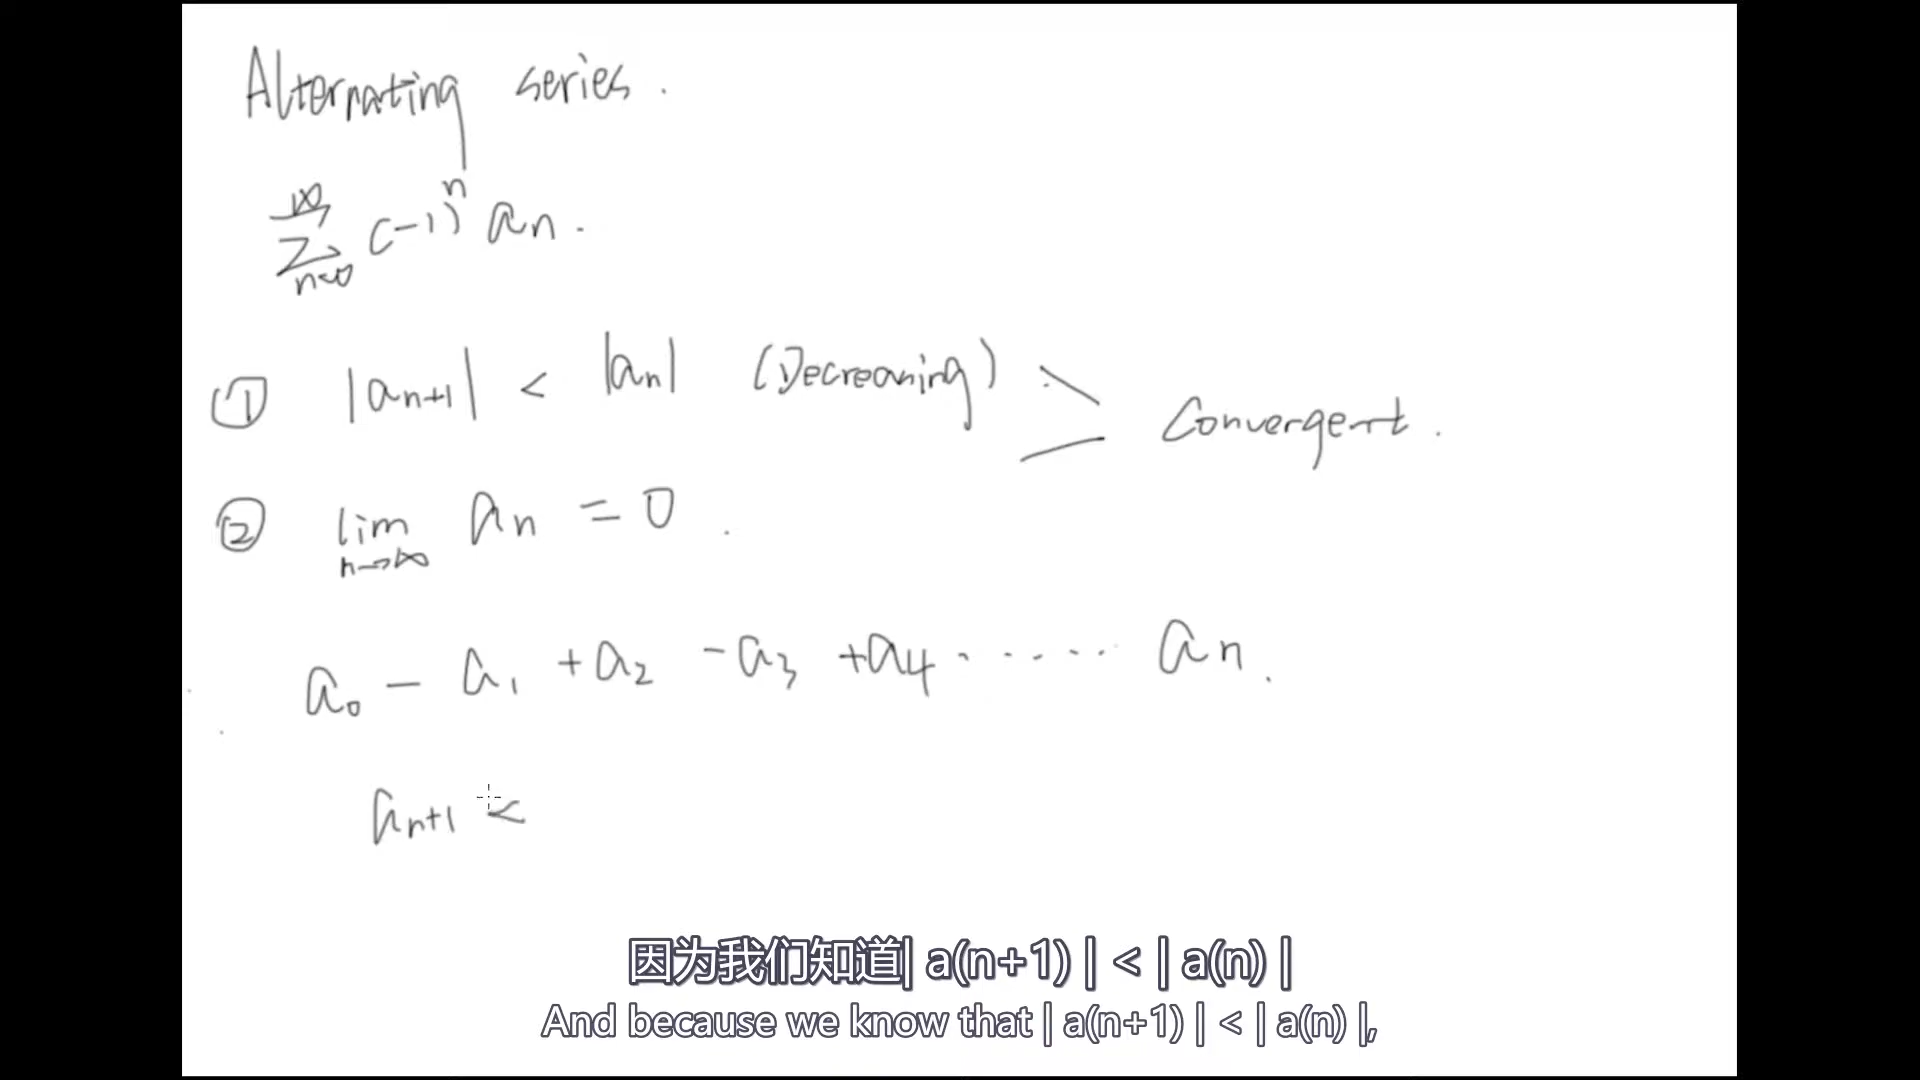 Alternating series.
∞
∑ (-1)ⁿ aₙ.
n=0
① |aₙ₊₁| < |aₙ| (Decreasing) > Convergent.
② lim aₙ = 0.
n→∞
a₀ - a₁ + a₂ - a₃ + a₄ ······ aₙ.
aₙ₊₁ <
因为我们知道| a(n+1) | < | a(n) |
And because we know that | a(n+1) | < | a(n) |,